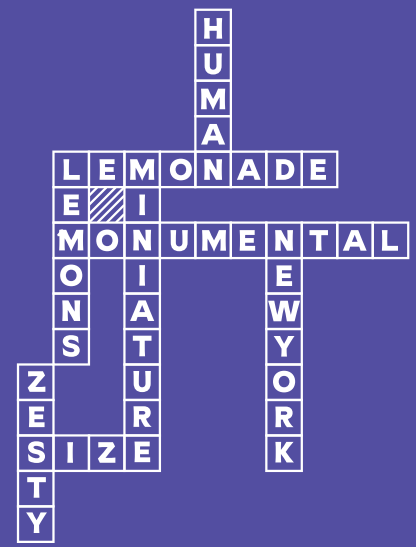 HUMAN
LEMONADE
LEMONS
MINIATURE
MONUMENTAL
NEWYORK
ZESTY
SIZE